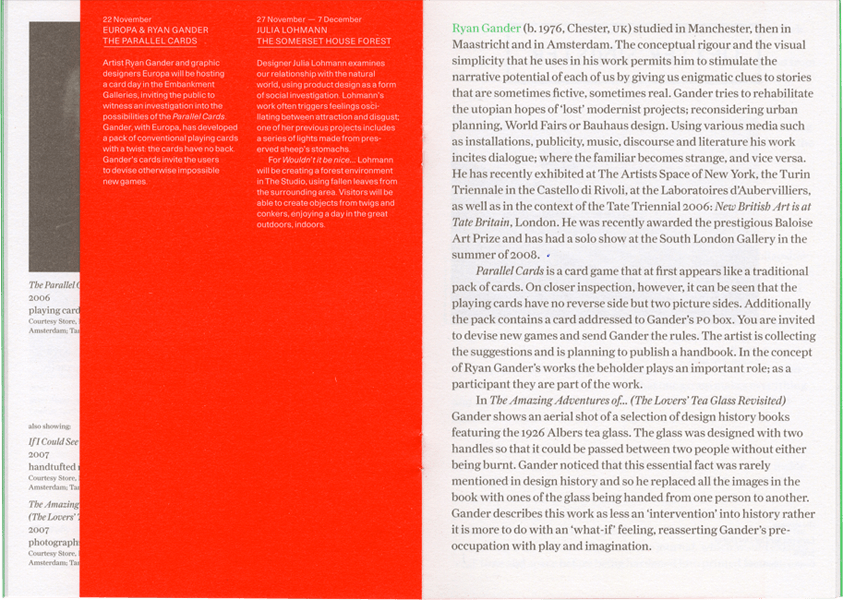 The Parallel
2006
playing card
Courtesy Store,
Amsterdam;
also showing:
If I Could See
2007
handtufted
Courtesy Store,
Amsterdam;
The Amazing
(The Lovers'
2007
photograph
Courtesy Store,
Amsterdam;
22 November
EUROPA & RYAN GANDER
THE PARALLEL CARDS
Artist Ryan Gander and graphic
designers Europa will be hosting
a card day in the Embankment
Galleries, inviting the public to
witness an investigation into the
possibilities of the Parallel Cards.
Gander, with Europa, has developed
a pack of conventional playing cards
with a twist: the cards have no back.
Gander's cards invite the users
to devise otherwise impossible
new games.
27 November — 7 December
JULIA LOHMANN
THE SOMERSET HOUSE FOREST
Designer Julia Lohmann examines
our relationship with the natural
world, using product design as a form
of social investigation. Lohmann's
work often triggers feelings osci-
llating between attraction and disgust;
one of her previous projects includes
a series of lights made from pres-
erved sheep's stomachs.
For Wouldn't it be nice... Lohmann
will be creating a forest environment
in The Studio, using fallen leaves from
the surrounding area. Visitors will be
able to create objects from twigs and
conkers, enjoying a day in the great
outdoors, indoors.
Ryan Gander (b. 1976, Chester, UK) studied in Manchester, then in
Maastricht and in Amsterdam. The conceptual rigour and the visual
simplicity that he uses in his work permits him to stimulate the
narrative potential of each of us by giving us enigmatic clues to stories
that are sometimes fictive, sometimes real. Gander tries to rehabilitate
the utopian hopes of 'lost' modernist projects; reconsidering urban
planning, World Fairs or Bauhaus design. Using various media such
as installations, publicity, music, discourse and literature his work
incites dialogue; where the familiar becomes strange, and vice versa.
He has recently exhibited at The Artists Space of New York, the Turin
Triennale in the Castello di Rivoli, at the Laboratoires d'Aubervilliers,
as well as in the context of the Tate Triennial 2006: New British Art is at
Tate Britain, London. He was recently awarded the prestigious Baloise
Art Prize and has had a solo show at the South London Gallery in the
summer of 2008.
Parallel Cards is a card game that at first appears like a traditional
pack of cards. On closer inspection, however, it can be seen that the
playing cards have no reverse side but two picture sides. Additionally
the pack contains a card addressed to Gander's PO box. You are invited
to devise new games and send Gander the rules. The artist is collecting
the suggestions and is planning to publish a handbook. In the concept
of Ryan Gander's works the beholder plays an important role; as a
participant they are part of the work.
In The Amazing Adventures of... (The Lovers' Tea Glass Revisited)
Gander shows an aerial shot of a selection of design history books
featuring the 1926 Albers tea glass. The glass was designed with two
handles so that it could be passed between two people without either
being burnt. Gander noticed that this essential fact was rarely
mentioned in design history and so he replaced all the images in the
book with ones of the glass being handed from one person to another.
Gander describes this work as less an 'intervention' into history rather
it is more to do with an 'what-if' feeling, reasserting Gander's pre-
occupation with play and imagination.